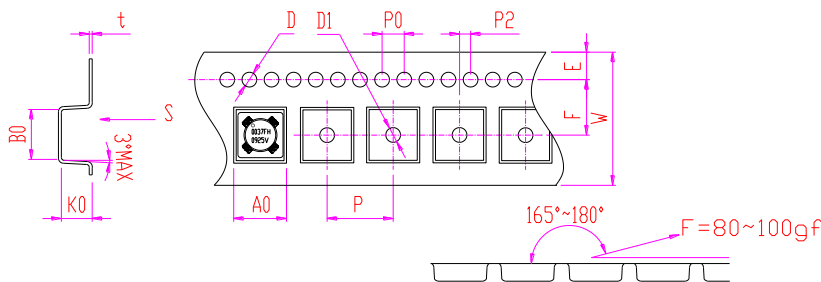 t
D
D1
P0
P2
E
F
W
S
B0
3°MAX
K0
0037FH
0925V
A0
P
165°~180°
F=80~100gf